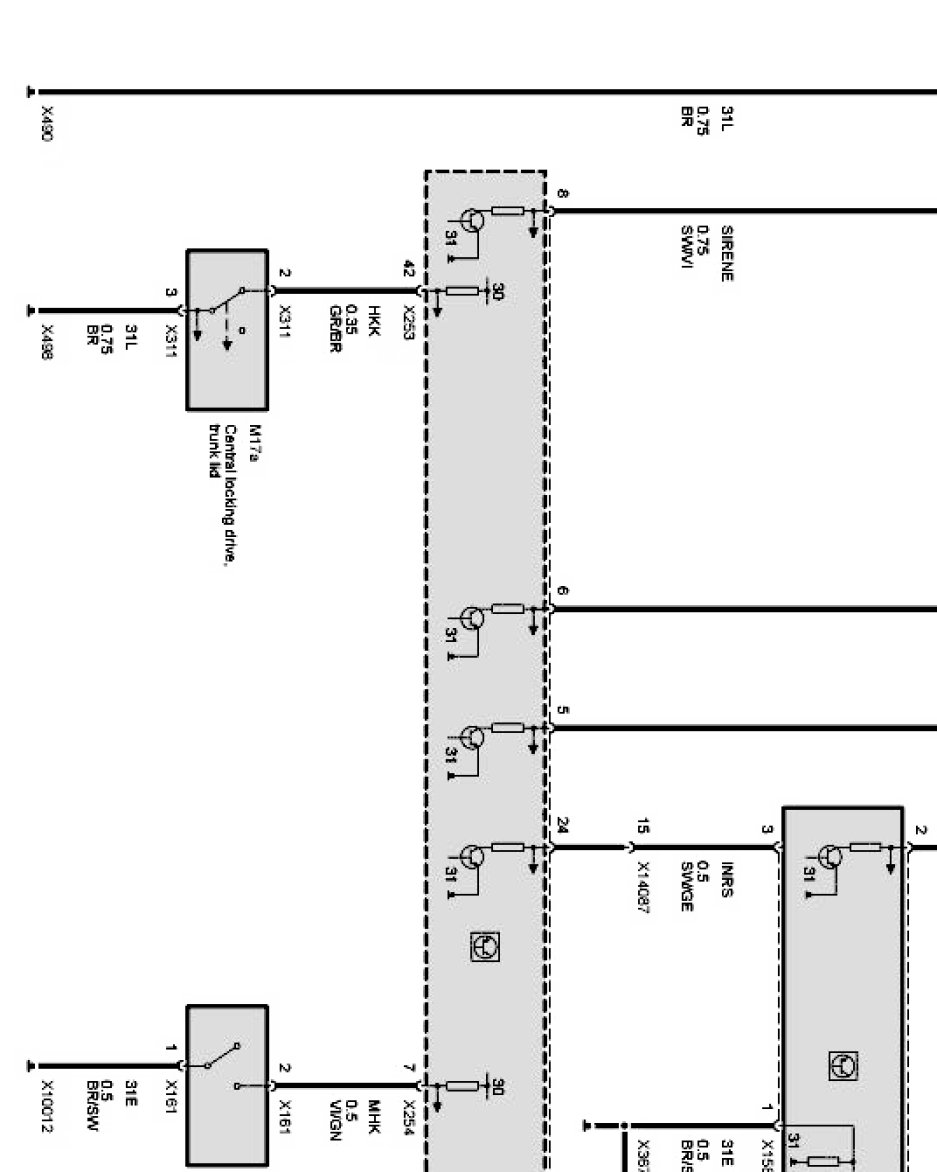 31L
0.75
BR
X490
8
SIRENE
0.75
SW/VI
31
30
42
X253
HKK
0.35
GR/BR
2
X311
3
X311
31L
0.75
BR
X498
M17a
Central locking drive,
trunk lid
6
31
5
31
24
31
15
X14087
INRS
0.5
SW/GE
3
2
31
30
7
X254
MHK
0.5
VI/GN
2
X161
1
X161
31E
0.5
BR/SW
X10012
1
31
31E
0.5